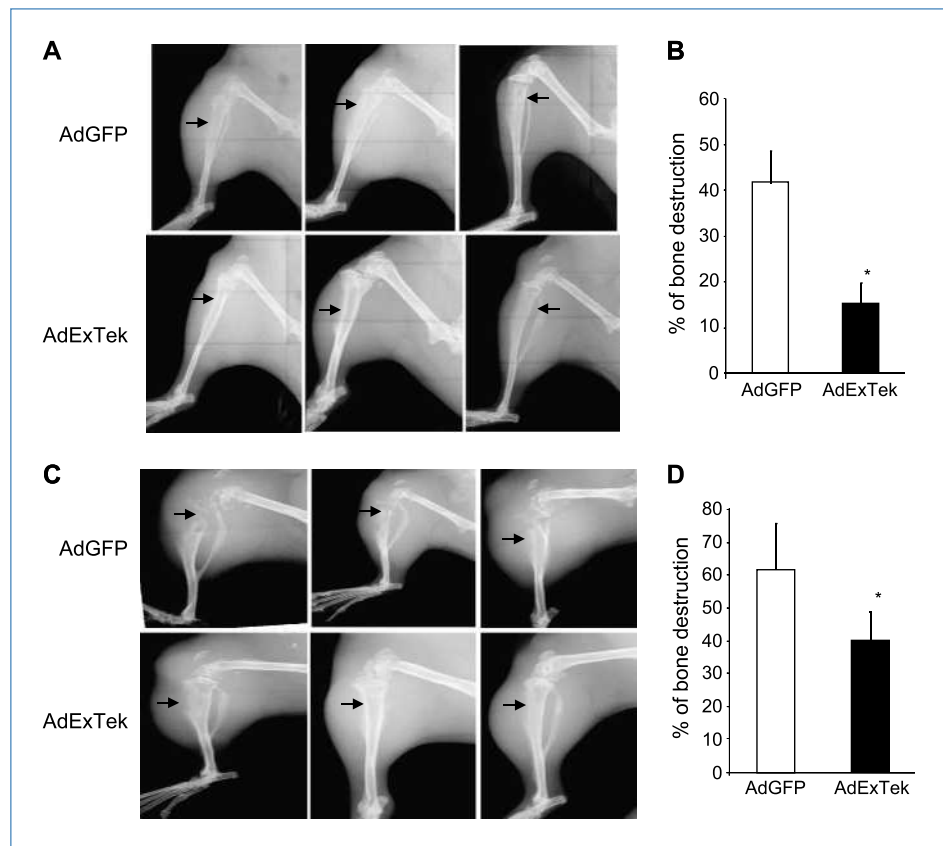 A
AdGFP
AdExTek
B
% of bone destruction
60
50
40
30
20
10
0
*
AdGFP AdExTek
C
AdGFP
AdExTek
D
% of bone destruction
80
70
60
50
40
30
20
10
0
*
AdGFP AdExTek